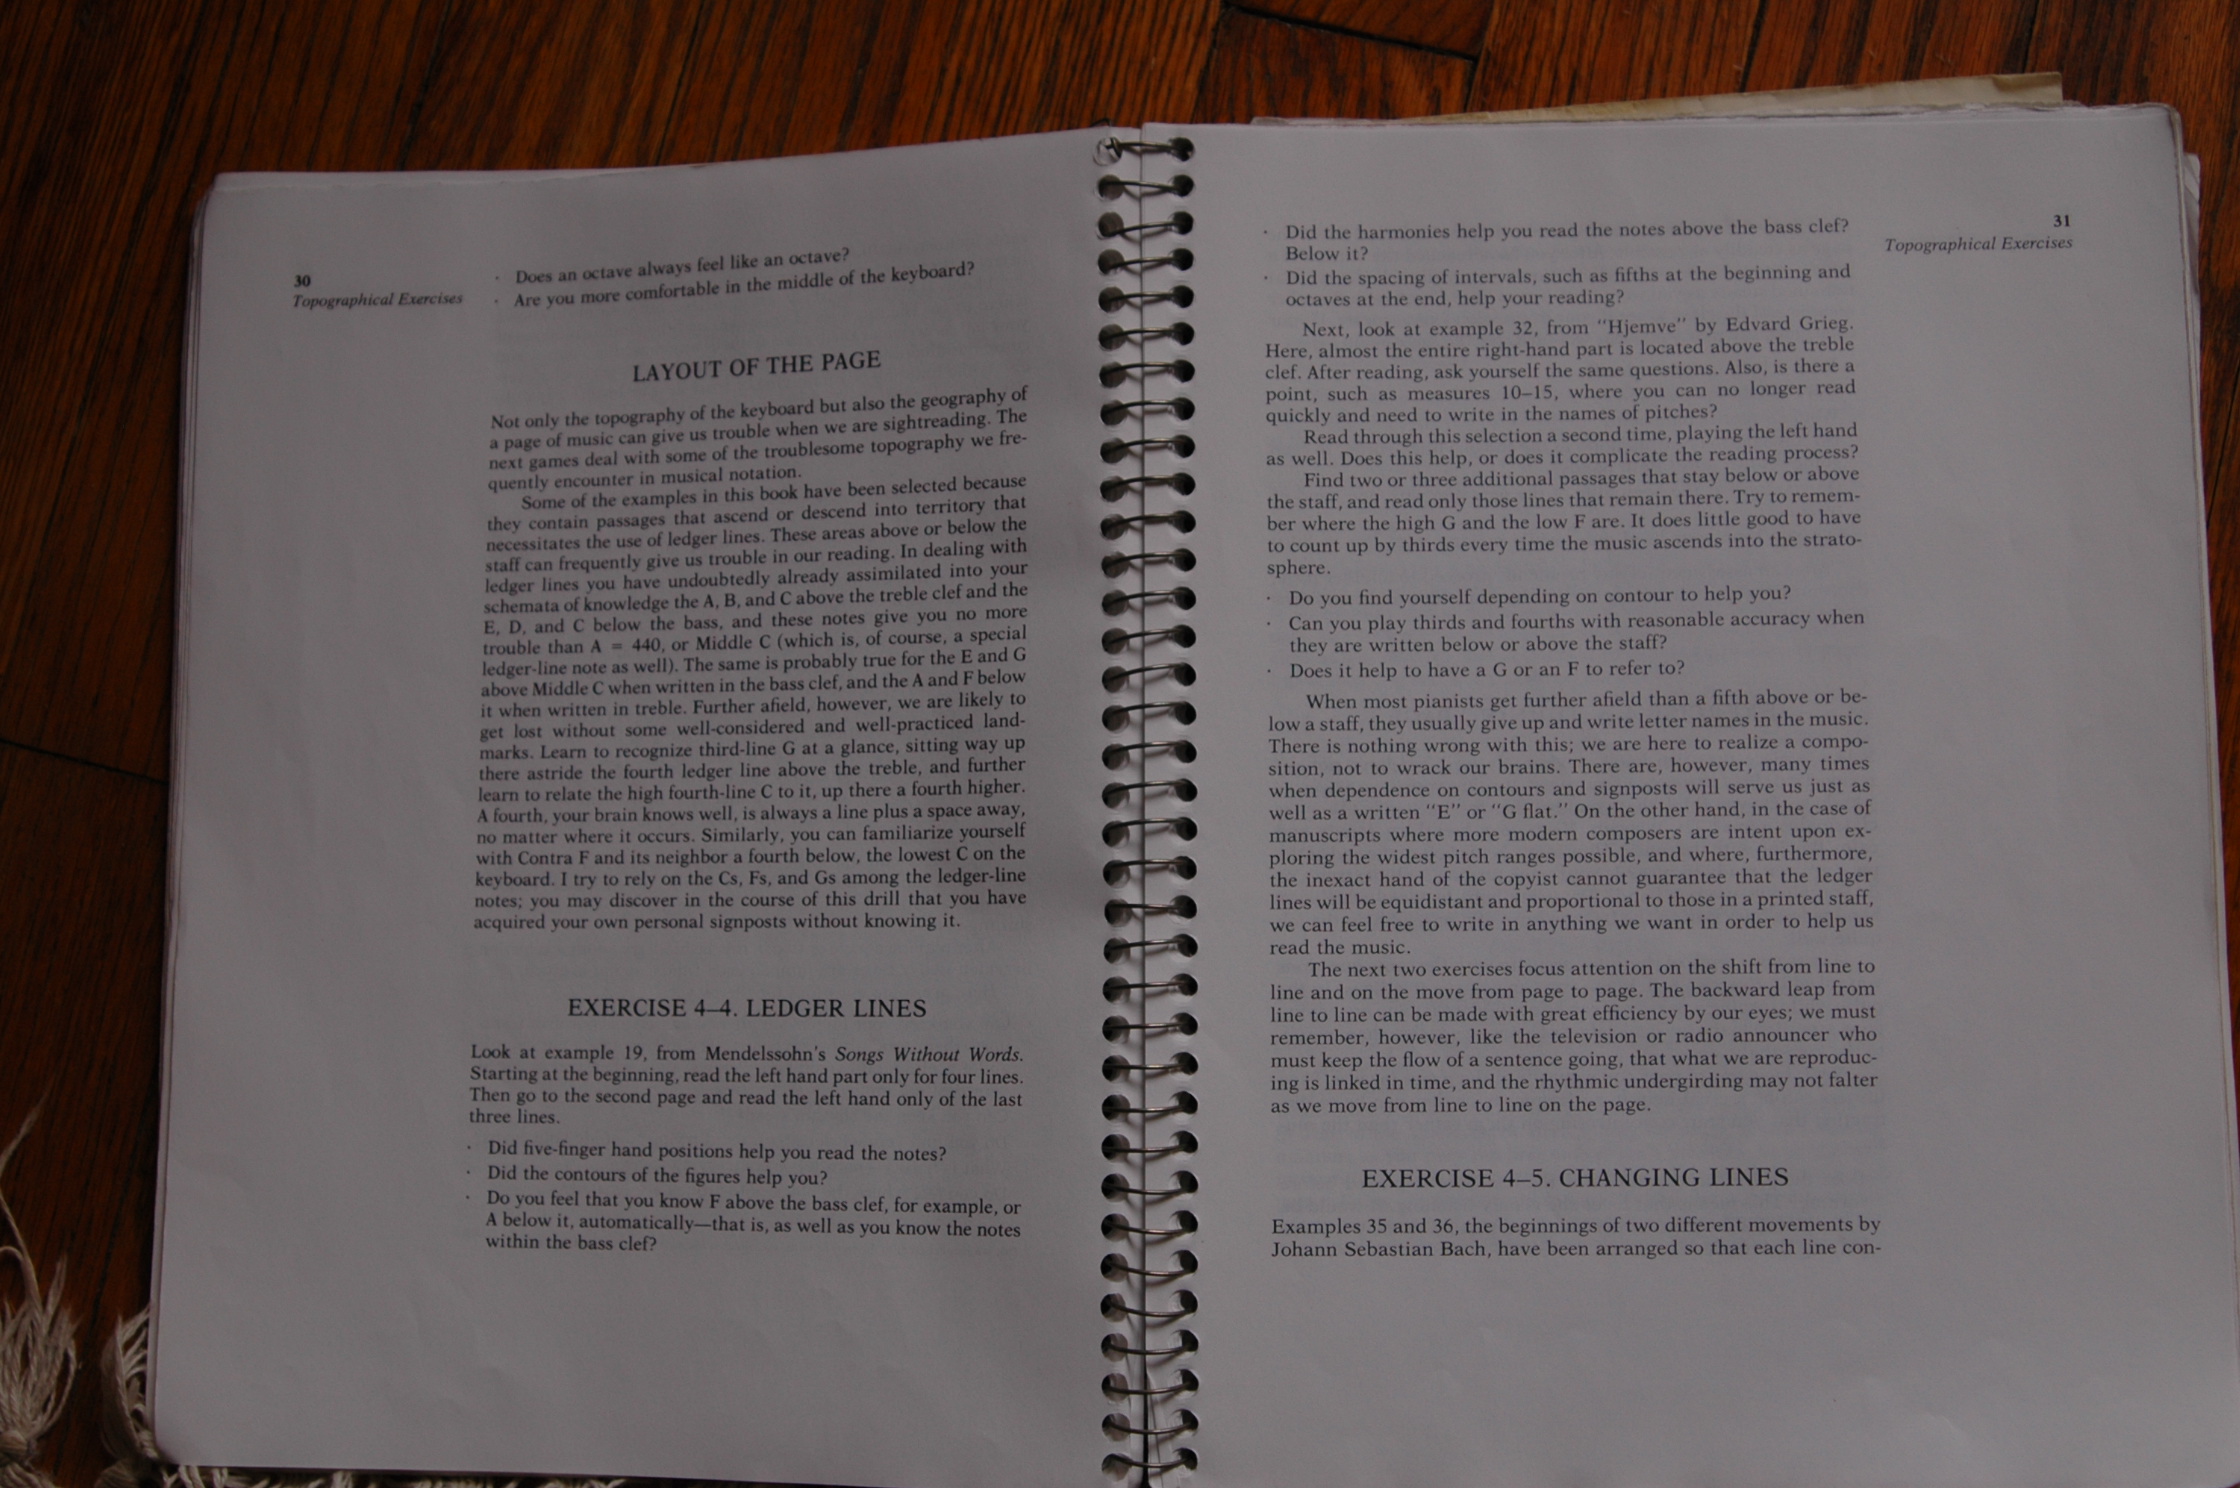 30
Topographical Exercises
· Does an octave always feel like an octave?
· Are you more comfortable in the middle of the keyboard?
LAYOUT OF THE PAGE
Not only the topography of the keyboard but also the geography of
a page of music can give us trouble when we are sightreading. The
next games deal with some of the troublesome topography we fre-
quently encounter in musical notation.
Some of the examples in this book have been selected because
they contain passages that ascend or descend into territory that
necessitates the use of ledger lines. These areas above or below the
staff can frequently give us trouble in our reading. In dealing with
ledger lines you have undoubtedly already assimilated into your
schemata of knowledge the A, B, and C above the treble clef and the
E, D, and C below the bass, and these notes give you no more
trouble than A = 440, or Middle C (which is, of course, a special
ledger-line note as well). The same is probably true for the E and G
above Middle C when written in the bass clef, and the A and F below
it when written in treble. Further afield, however, we are likely to
get lost without some well-considered and well-practiced land-
marks. Learn to recognize third-line G at a glance, sitting way up
there astride the fourth ledger line above the treble, and further
learn to relate the high fourth-line C to it, up there a fourth higher.
A fourth, your brain knows well, is always a line plus a space away,
no matter where it occurs. Similarly, you can familiarize yourself
with Contra F and its neighbor a fourth below, the lowest C on the
keyboard. I try to rely on the Cs, Fs, and Gs among the ledger-line
notes; you may discover in the course of this drill that you have
acquired your own personal signposts without knowing it.
EXERCISE 4–4. LEDGER LINES
Look at example 19, from Mendelssohn's Songs Without Words.
Starting at the beginning, read the left hand part only for four lines.
Then go to the second page and read the left hand only of the last
three lines.
· Did five-finger hand positions help you read the notes?
· Did the contours of the figures help you?
· Do you feel that you know F above the bass clef, for example, or
A below it, automatically—that is, as well as you know the notes
within the bass clef?
31
Topographical Exercises
· Did the harmonies help you read the notes above the bass clef?
Below it?
· Did the spacing of intervals, such as fifths at the beginning and
octaves at the end, help your reading?
Next, look at example 32, from "Hjemve" by Edvard Grieg.
Here, almost the entire right-hand part is located above the treble
clef. After reading, ask yourself the same questions. Also, is there a
point, such as measures 10–15, where you can no longer read
quickly and need to write in the names of pitches?
Read through this selection a second time, playing the left hand
as well. Does this help, or does it complicate the reading process?
Find two or three additional passages that stay below or above
the staff, and read only those lines that remain there. Try to remem-
ber where the high G and the low F are. It does little good to have
to count up by thirds every time the music ascends into the strato-
sphere.
· Do you find yourself depending on contour to help you?
· Can you play thirds and fourths with reasonable accuracy when
they are written below or above the staff?
· Does it help to have a G or an F to refer to?
When most pianists get further afield than a fifth above or be-
low a staff, they usually give up and write letter names in the music.
There is nothing wrong with this; we are here to realize a compo-
sition, not to wrack our brains. There are, however, many times
when dependence on contours and signposts will serve us just as
well as a written "E" or "G flat." On the other hand, in the case of
manuscripts where more modern composers are intent upon ex-
ploring the widest pitch ranges possible, and where, furthermore,
the inexact hand of the copyist cannot guarantee that the ledger
lines will be equidistant and proportional to those in a printed staff,
we can feel free to write in anything we want in order to help us
read the music.
The next two exercises focus attention on the shift from line to
line and on the move from page to page. The backward leap from
line to line can be made with great efficiency by our eyes; we must
remember, however, like the television or radio announcer who
must keep the flow of a sentence going, that what we are reproduc-
ing is linked in time, and the rhythmic undergirding may not falter
as we move from line to line on the page.
EXERCISE 4–5. CHANGING LINES
Examples 35 and 36, the beginnings of two different movements by
Johann Sebastian Bach, have been arranged so that each line con-